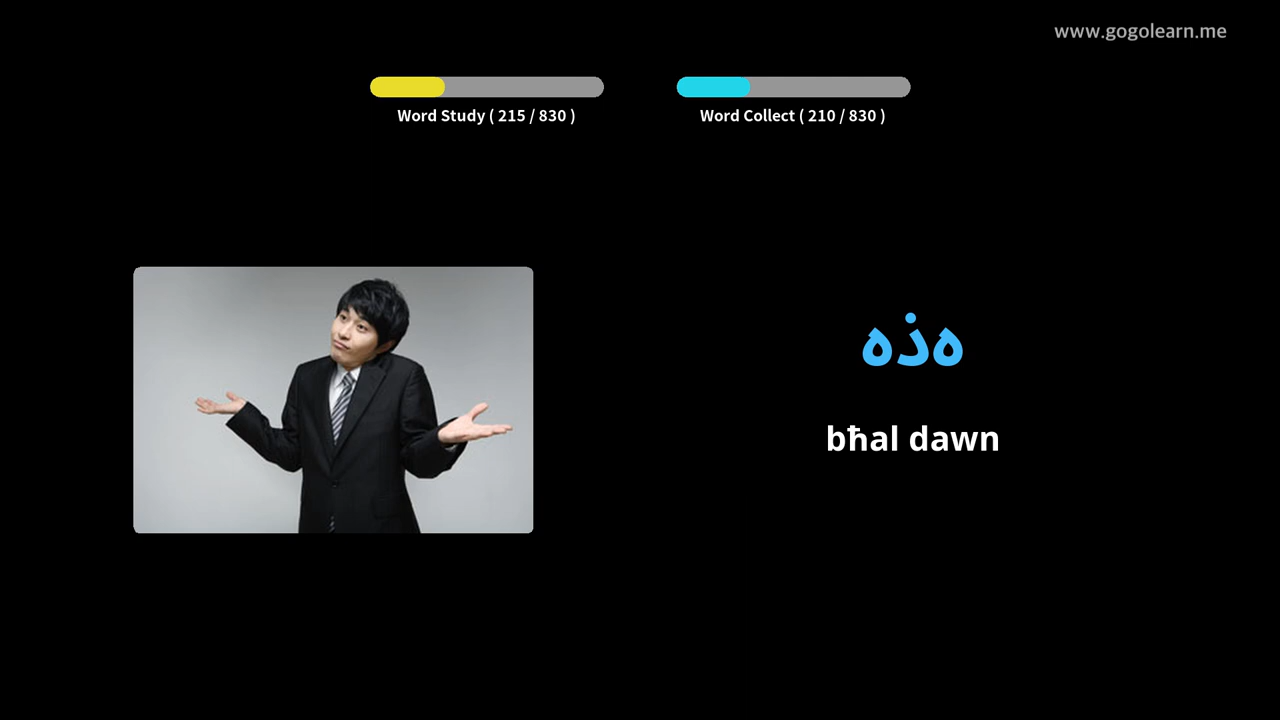 www.gogolearn.me
Word Study ( 215 / 830 )
Word Collect ( 210 / 830 )
هذه
bħal dawn